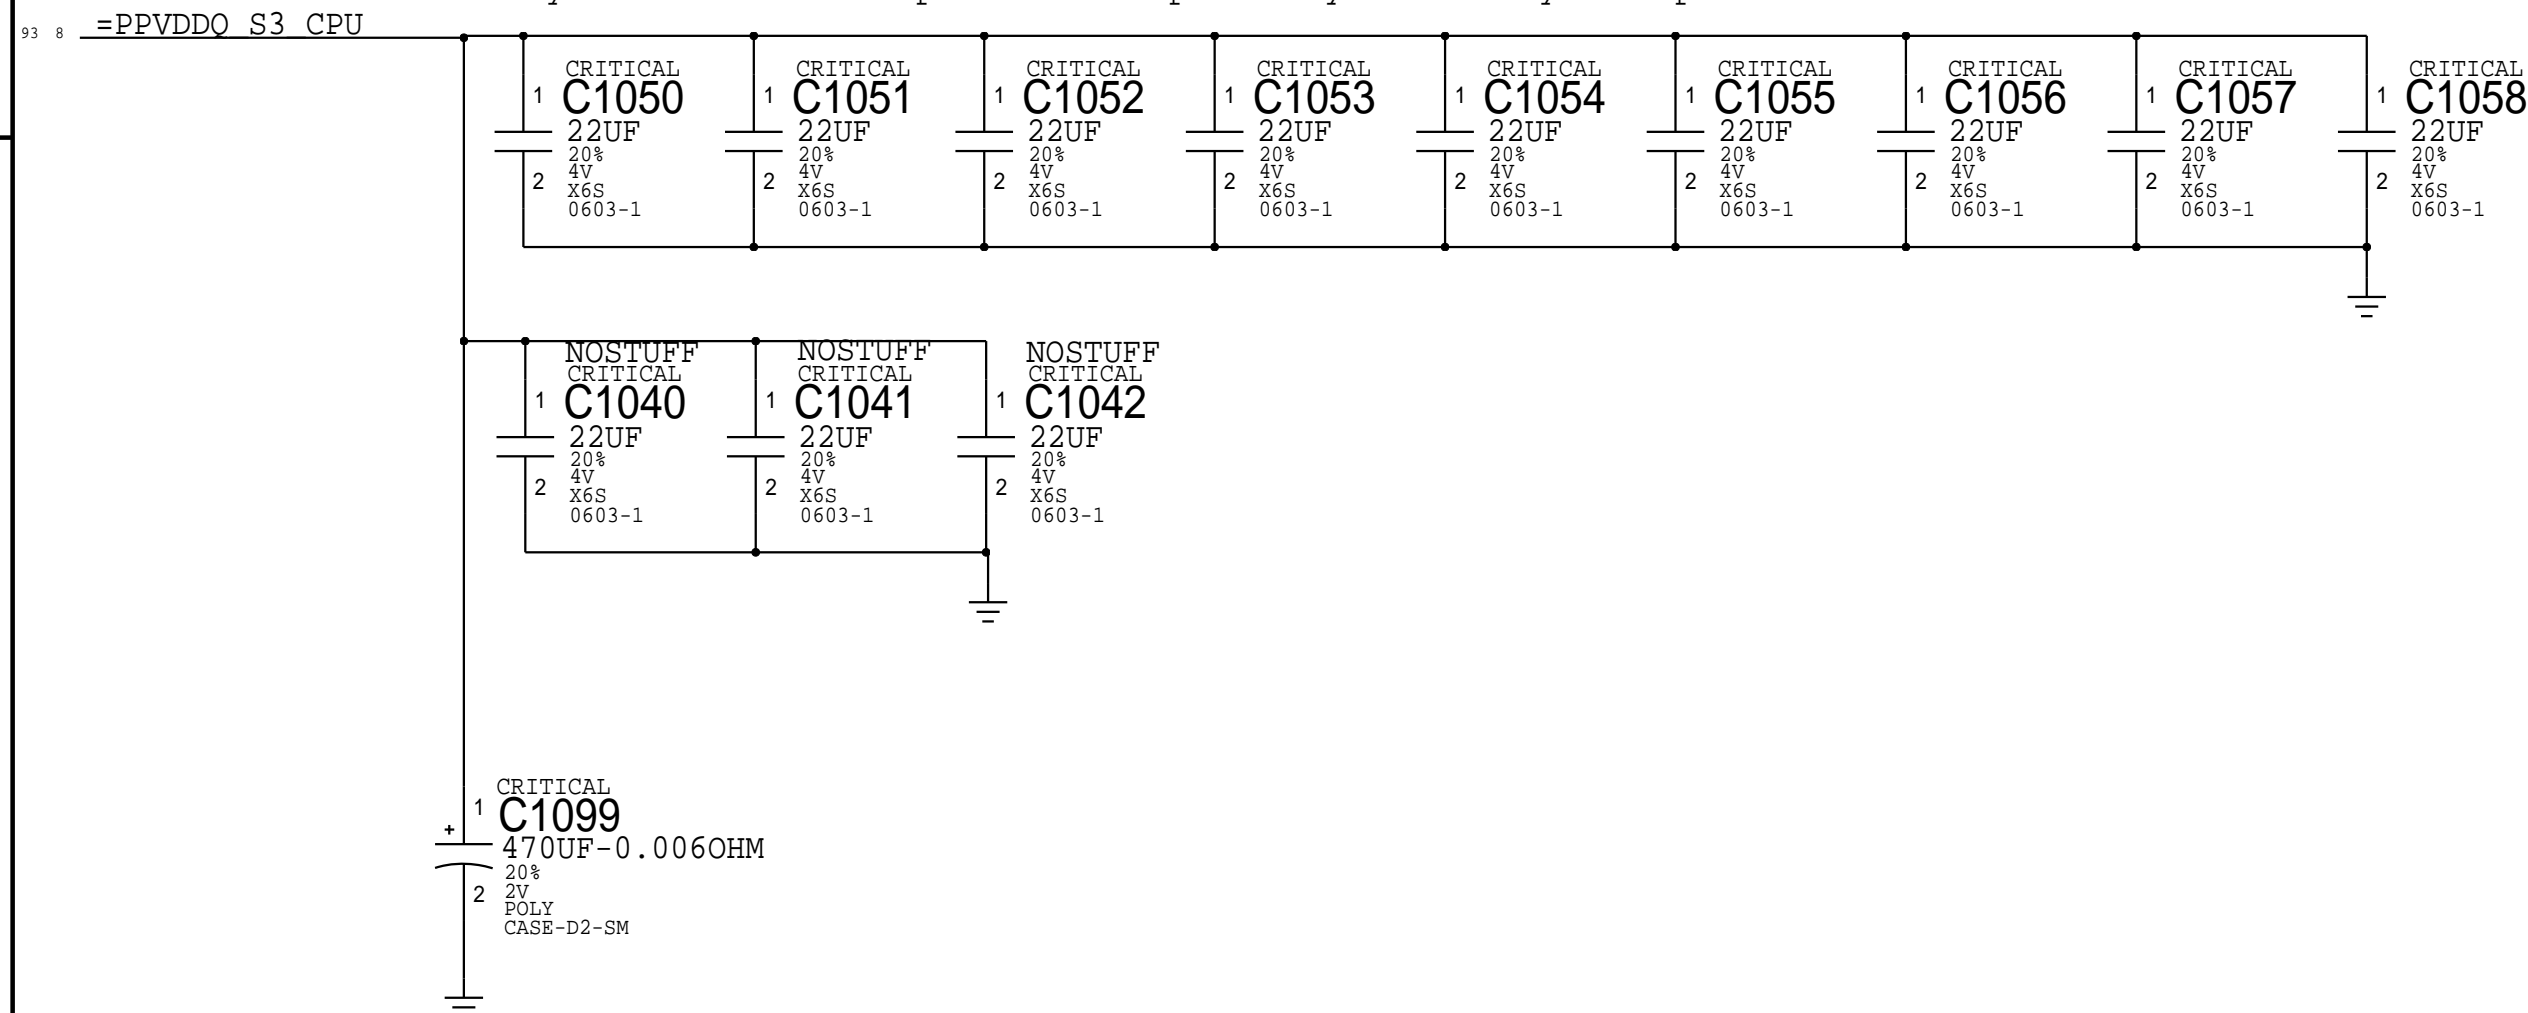 93 8 =PPVDDQ_S3_CPU
CRITICAL CRITICAL CRITICAL CRITICAL CRITICAL CRITICAL CRITICAL CRITICAL CRITICAL
1 C1050 1 C1051 1 C1052 1 C1053 1 C1054 1 C1055 1 C1056 1 C1057 1 C1058
22UF 22UF 22UF 22UF 22UF 22UF 22UF 22UF 22UF
20% 20% 20% 20% 20% 20% 20% 20% 20%
2 4V 2 4V 2 4V 2 4V 2 4V 2 4V 2 4V 2 4V 2 4V
X6S X6S X6S X6S X6S X6S X6S X6S X6S
0603-1 0603-1 0603-1 0603-1 0603-1 0603-1 0603-1 0603-1 0603-1
NOSTUFF NOSTUFF NOSTUFF
CRITICAL CRITICAL CRITICAL
1 C1040 1 C1041 1 C1042
22UF 22UF 22UF
20% 20% 20%
4V 4V 4V
2 X6S 2 X6S 2 X6S
0603-1 0603-1 0603-1
CRITICAL
1 C1099
+ 470UF-0.006OHM
20%
2 2V
POLY
CASE-D2-SM